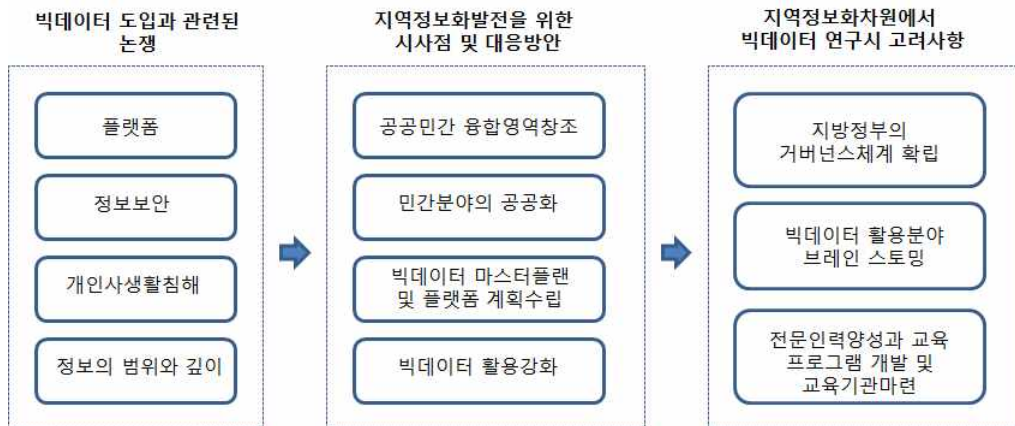 빅데이터 도입과 관련된
논쟁
플랫폼
정보보안
개인사생활침해
정보의 범위와 깊이
지역정보화발전을 위한
시사점 및 대응방안
공공민간 융합영역창조
민간분야의 공공화
빅데이터 마스터플랜
및 플랫폼 계획수립
빅데이터 활용강화
지역정보화차원에서
빅데이터 연구시 고려사항
지방정부의
거버넌스체계 확립
빅데이터 활용분야
브레인 스토밍
전문인력양성과 교육
프로그램 개발 및
교육기관마련